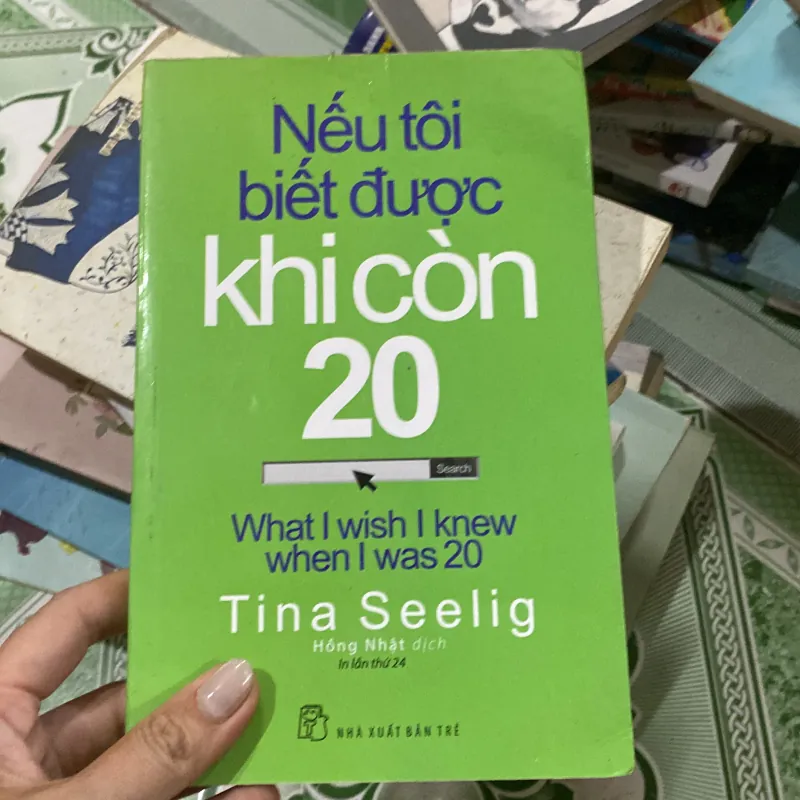 Nếu tôi
biết được
khi còn
20
Search
What I wish I knew
when I was 20
Tina Seelig
Hồng Nhật dịch
In lần thứ 24
NHÀ XUẤT BẢN TRẺ